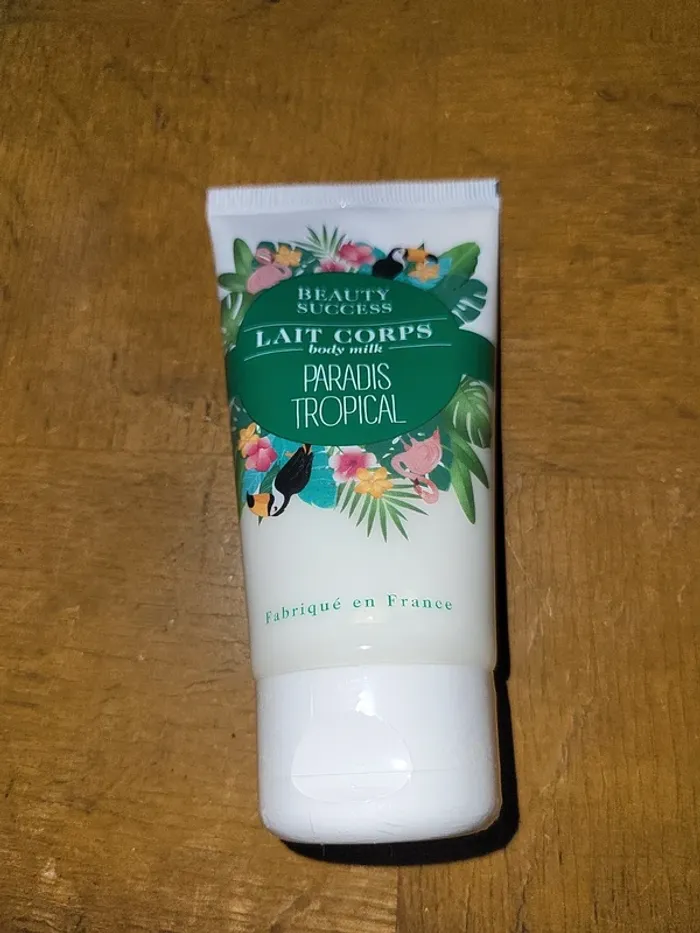 BEAUTY
SUCCESS
LAIT CORPS
body milk
PARADIS
TROPICAL
Fabriqué en France